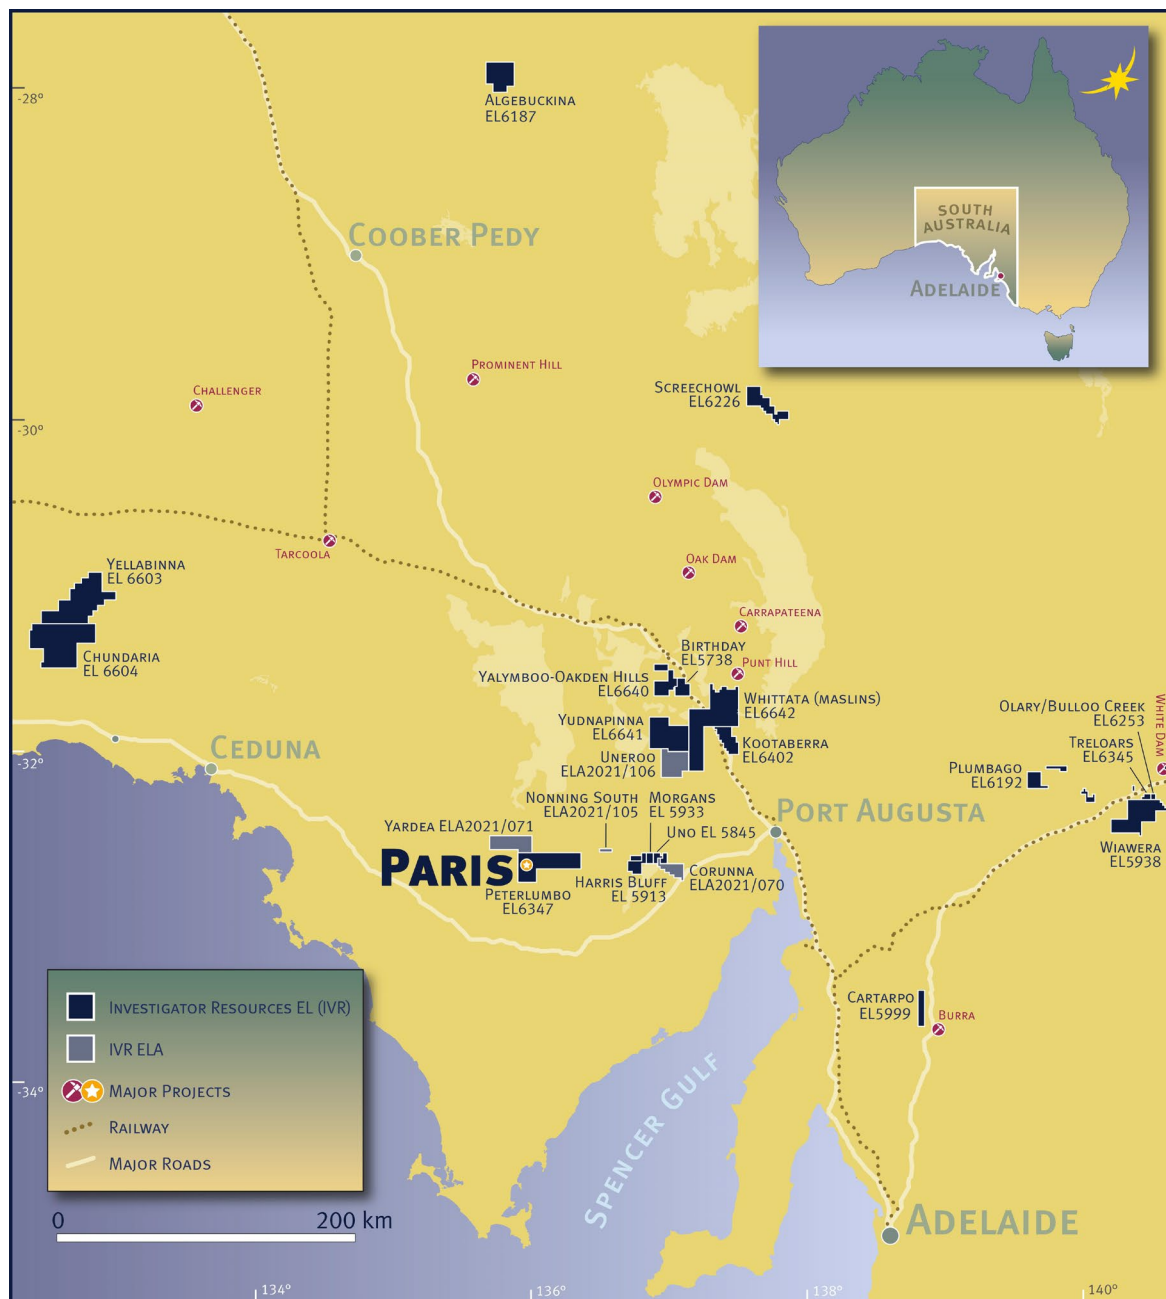 -28°
ALGEBUCKINA
EL6187
SOUTH
AUSTRALIA
ADELAIDE
COOBER PEDY
PROMINENT HILL
CHALLENGER
SCREECHOWL
EL6226
-30°
OLYMPIC DAM
TARCOOLA
OAK DAM
YELLABINNA
EL 6603
CARRAPATEENA
CHUNDARIA
EL 6604
BIRTHDAY
EL5738
PUNT HILL
YALYMBOO-OAKDEN HILLS
EL6640
WHITTATA (MASLINS)
EL6642
OLARY/BULLOO CREEK
EL6253
WHITE DAM
YUDNAPINNA
EL6641
KOOTABERRA
EL6402
TRELOARS
EL6345
CEDUNA
-32°
UNEROO
ELA2021/106
PLUMBAGO
EL6192
NONNING SOUTH
ELA2021/105
MORGANS
EL 5933
PORT AUGUSTA
YARDEA ELA2021/071
UNO EL 5845
WIAWERA
EL5938
PARIS
PETERLUMBO
EL6347
HARRIS BLUFF
EL 5913
CORUNNA
ELA2021/070
CARTARPO
EL5999
BURRA
INVESTIGATOR RESOURCES EL (IVR)
IVR ELA
MAJOR PROJECTS
RAILWAY
MAJOR ROADS
-34°
SPENCER GULF
0
200 km
ADELAIDE
134°
136°
138°
140°